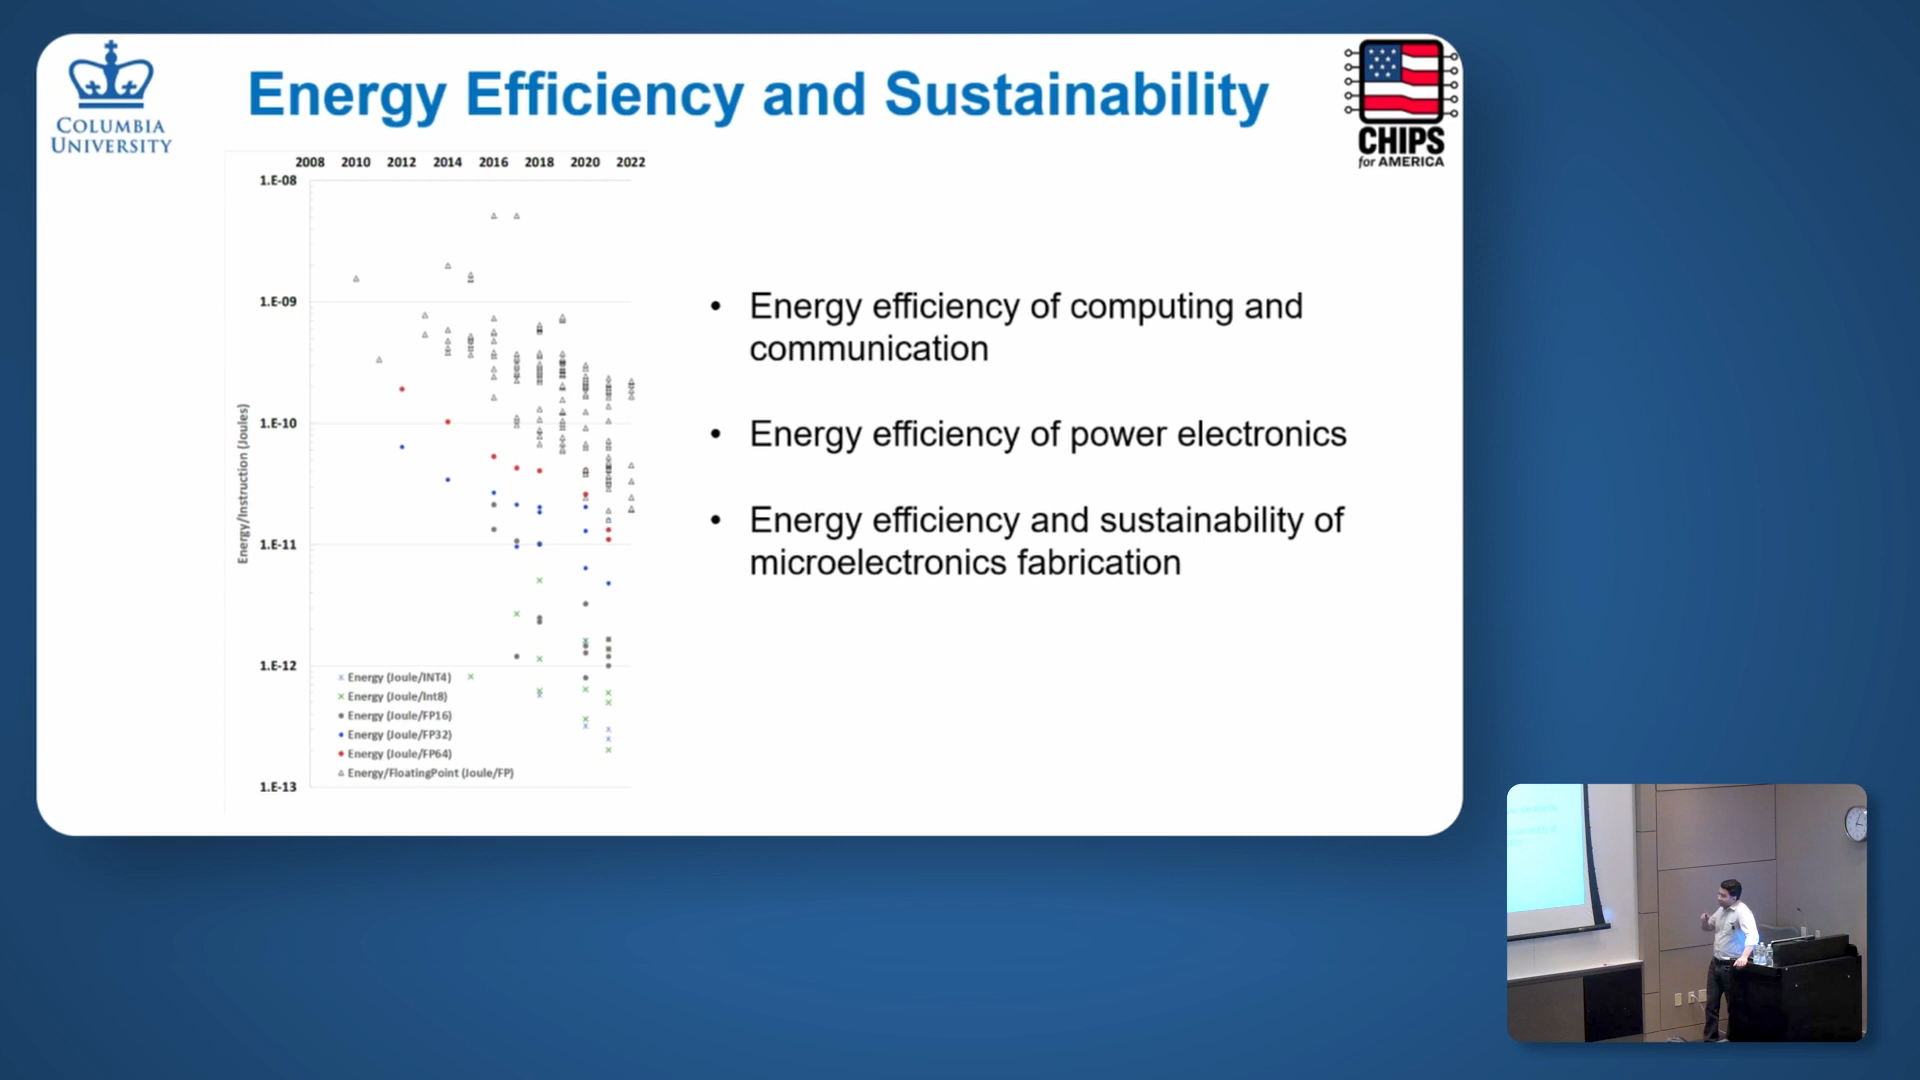 COLUMBIA
UNIVERSITY
Energy Efficiency and Sustainability
CHIPS
for AMERICA
2008 2010 2012 2014 2016 2018 2020 2022
1.E-08
1.E-09
1.E-10
1.E-11
1.E-12
1.E-13
Energy/Instruction (Joules)
Energy (Joule/INT4)
Energy (Joule/Int8)
Energy (Joule/FP16)
Energy (Joule/FP32)
Energy (Joule/FP64)
Energy/FloatingPoint (Joule/FP)
• Energy efficiency of computing and
communication
• Energy efficiency of power electronics
• Energy efficiency and sustainability of
microelectronics fabrication